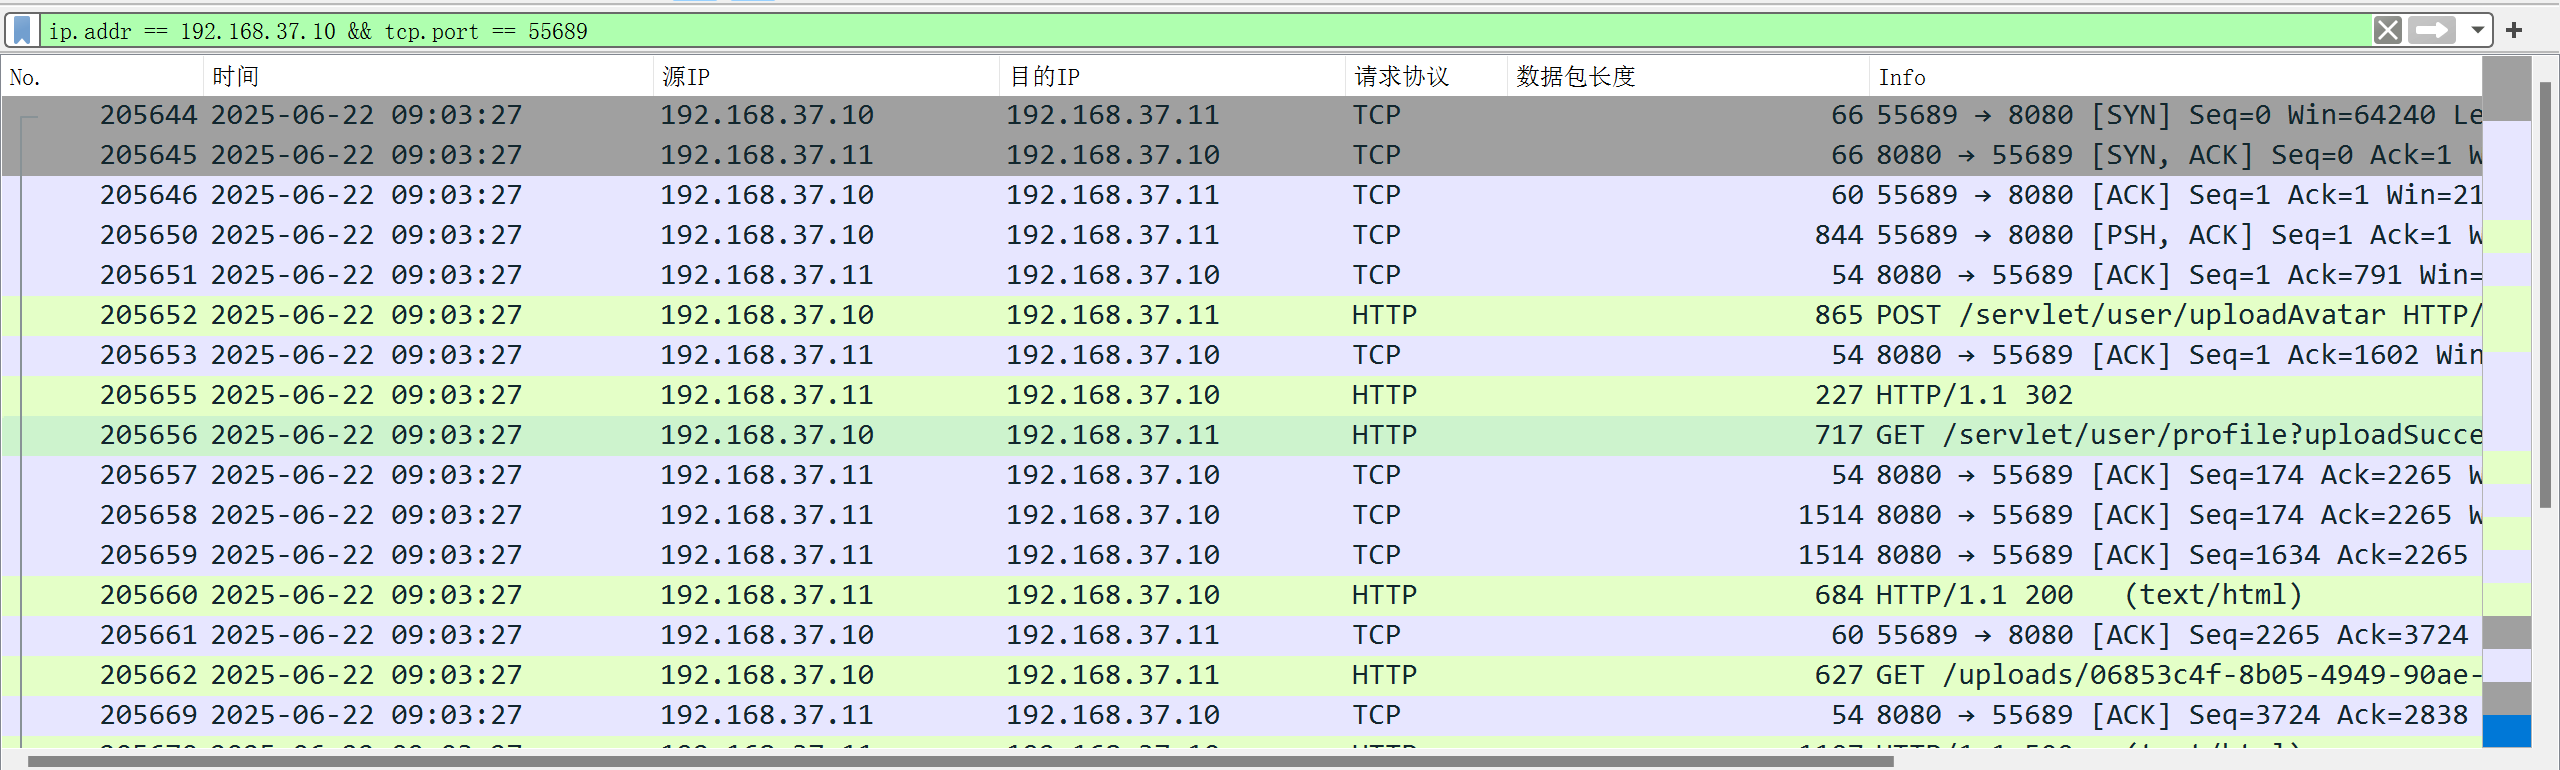 ip.addr == 192.168.37.10 && tcp.port == 55689
No. 时间 源IP 目的IP 请求协议 数据包长度 Info
205644 2025-06-22 09:03:27 192.168.37.10 192.168.37.11 TCP 66 55689 → 8080 [SYN] Seq=0 Win=64240 Le
205645 2025-06-22 09:03:27 192.168.37.11 192.168.37.10 TCP 66 8080 → 55689 [SYN, ACK] Seq=0 Ack=1 W
205646 2025-06-22 09:03:27 192.168.37.10 192.168.37.11 TCP 60 55689 → 8080 [ACK] Seq=1 Ack=1 Win=21
205650 2025-06-22 09:03:27 192.168.37.10 192.168.37.11 TCP 844 55689 → 8080 [PSH, ACK] Seq=1 Ack=1 W
205651 2025-06-22 09:03:27 192.168.37.11 192.168.37.10 TCP 54 8080 → 55689 [ACK] Seq=1 Ack=791 Win=
205652 2025-06-22 09:03:27 192.168.37.10 192.168.37.11 HTTP 865 POST /servlet/user/uploadAvatar HTTP/
205653 2025-06-22 09:03:27 192.168.37.11 192.168.37.10 TCP 54 8080 → 55689 [ACK] Seq=1 Ack=1602 Win
205655 2025-06-22 09:03:27 192.168.37.11 192.168.37.10 HTTP 227 HTTP/1.1 302
205656 2025-06-22 09:03:27 192.168.37.10 192.168.37.11 HTTP 717 GET /servlet/user/profile?uploadSucce
205657 2025-06-22 09:03:27 192.168.37.11 192.168.37.10 TCP 54 8080 → 55689 [ACK] Seq=174 Ack=2265 W
205658 2025-06-22 09:03:27 192.168.37.11 192.168.37.10 TCP 1514 8080 → 55689 [ACK] Seq=174 Ack=2265 W
205659 2025-06-22 09:03:27 192.168.37.11 192.168.37.10 TCP 1514 8080 → 55689 [ACK] Seq=1634 Ack=2265
205660 2025-06-22 09:03:27 192.168.37.11 192.168.37.10 HTTP 684 HTTP/1.1 200 (text/html)
205661 2025-06-22 09:03:27 192.168.37.10 192.168.37.11 TCP 60 55689 → 8080 [ACK] Seq=2265 Ack=3724
205662 2025-06-22 09:03:27 192.168.37.10 192.168.37.11 HTTP 627 GET /uploads/06853c4f-8b05-4949-90ae-
205669 2025-06-22 09:03:27 192.168.37.11 192.168.37.10 TCP 54 8080 → 55689 [ACK] Seq=3724 Ack=2838